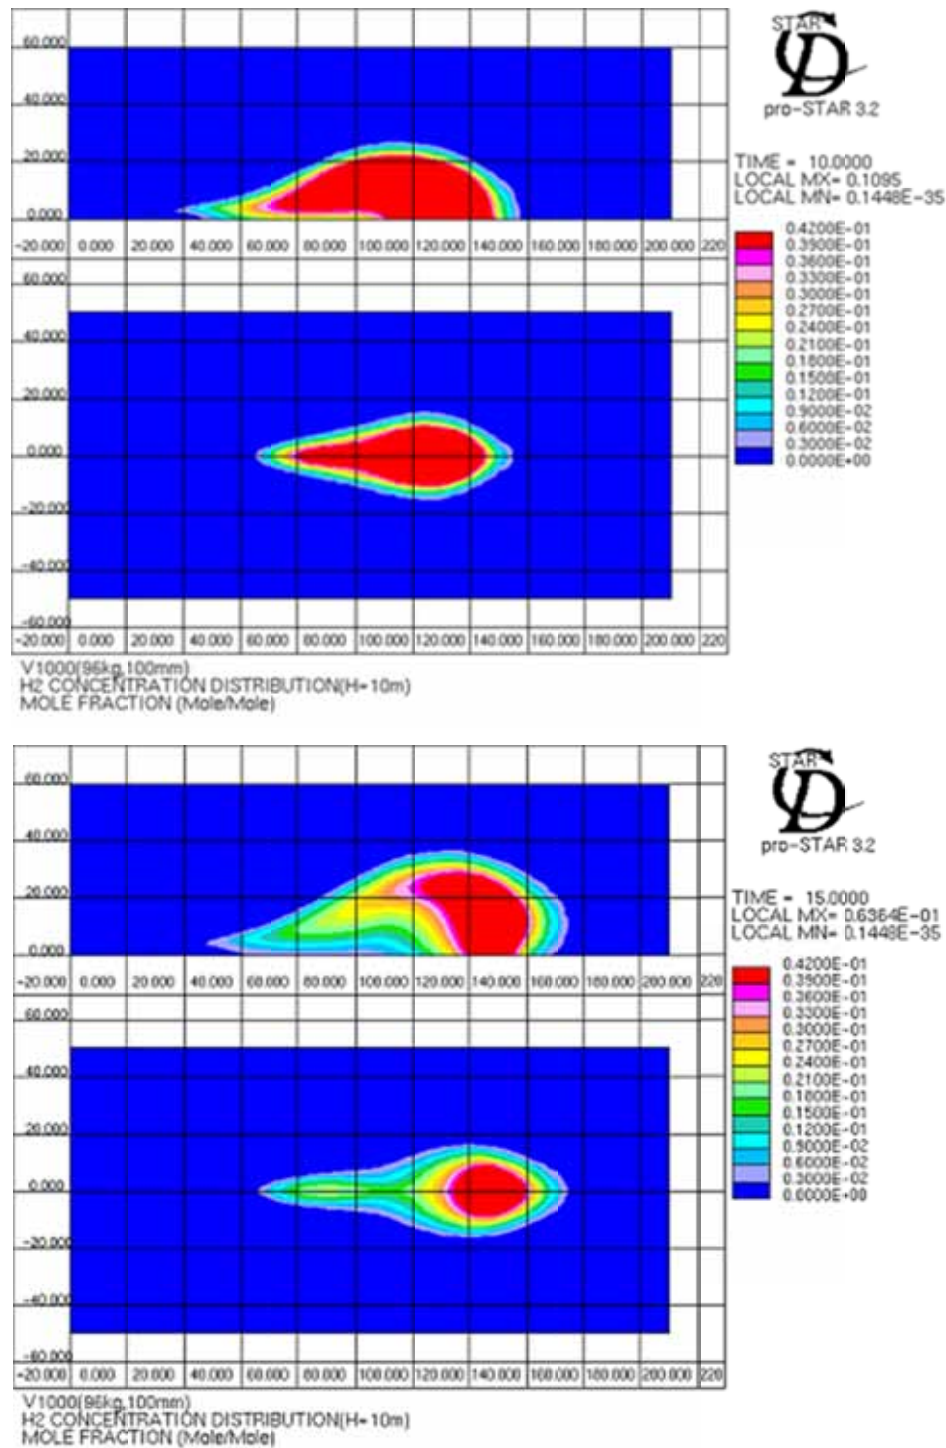 60.000
40.000
20.000
0.000
-20.000 0.000 20.000 40.000 60.000 80.000 100.000 120.000 140.000 160.000 180.000 200.000 220
60.000
40.000
20.000
0.000
-20.000
-40.000
-60.000
-20.000 0.000 20.000 40.000 60.000 80.000 100.000 120.000 140.000 160.000 180.000 200.000 220
V1000(96kg,100mm)
H2 CONCENTRATION DISTRIBUTION(H=10m)
MOLE FRACTION (Mole/Mole)
STAR
CD
pro-STAR 3.2
TIME = 10.0000
LOCAL MX= 0.1095
LOCAL MN= 0.1448E-35
0.4200E-01
0.3900E-01
0.3600E-01
0.3300E-01
0.3000E-01
0.2700E-01
0.2400E-01
0.2100E-01
0.1800E-01
0.1500E-01
0.1200E-01
0.9000E-02
0.6000E-02
0.3000E-02
0.0000E+00
60.000
40.000
20.000
0.000
-20.000 0.000 20.000 40.000 60.000 80.000 100.000 120.000 140.000 160.000 180.000 200.000 220
60.000
40.000
20.000
0.000
-20.000
-40.000
-60.000
-20.000 0.000 20.000 40.000 60.000 80.000 100.000 120.000 140.000 160.000 180.000 200.000 220
V1000(96kg,100mm)
H2 CONCENTRATION DISTRIBUTION(H=10m)
MOLE FRACTION (Mole/Mole)
STAR
CD
pro-STAR 3.2
TIME = 15.0000
LOCAL MX= 0.6364E-01
LOCAL MN= 0.1448E-35
0.4200E-01
0.3900E-01
0.3600E-01
0.3300E-01
0.3000E-01
0.2700E-01
0.2400E-01
0.2100E-01
0.1800E-01
0.1500E-01
0.1200E-01
0.9000E-02
0.6000E-02
0.3000E-02
0.0000E+00